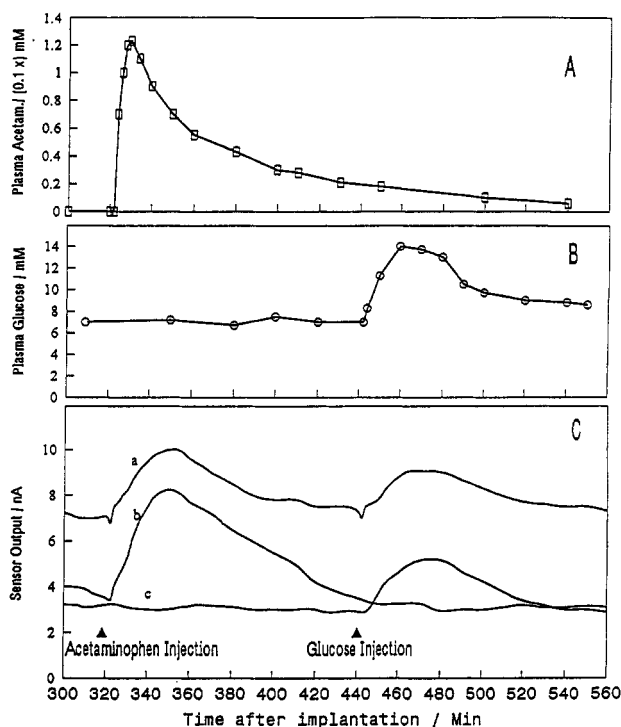 1.4
1.2
1.0
0.8
0.6
0.4
0.2
0
Plasma Acetam./ (0.1 x) mM
A
14
12
10
8
6
4
2
0
Plasma Glucose / mM
B
10
8
6
4
2
0
Sensor Output / nA
C
a
b
c
Acetaminophen Injection
Glucose Injection
300 320 340 360 380 400 420 440 460 480 500 520 540 560
Time after implantation / Min